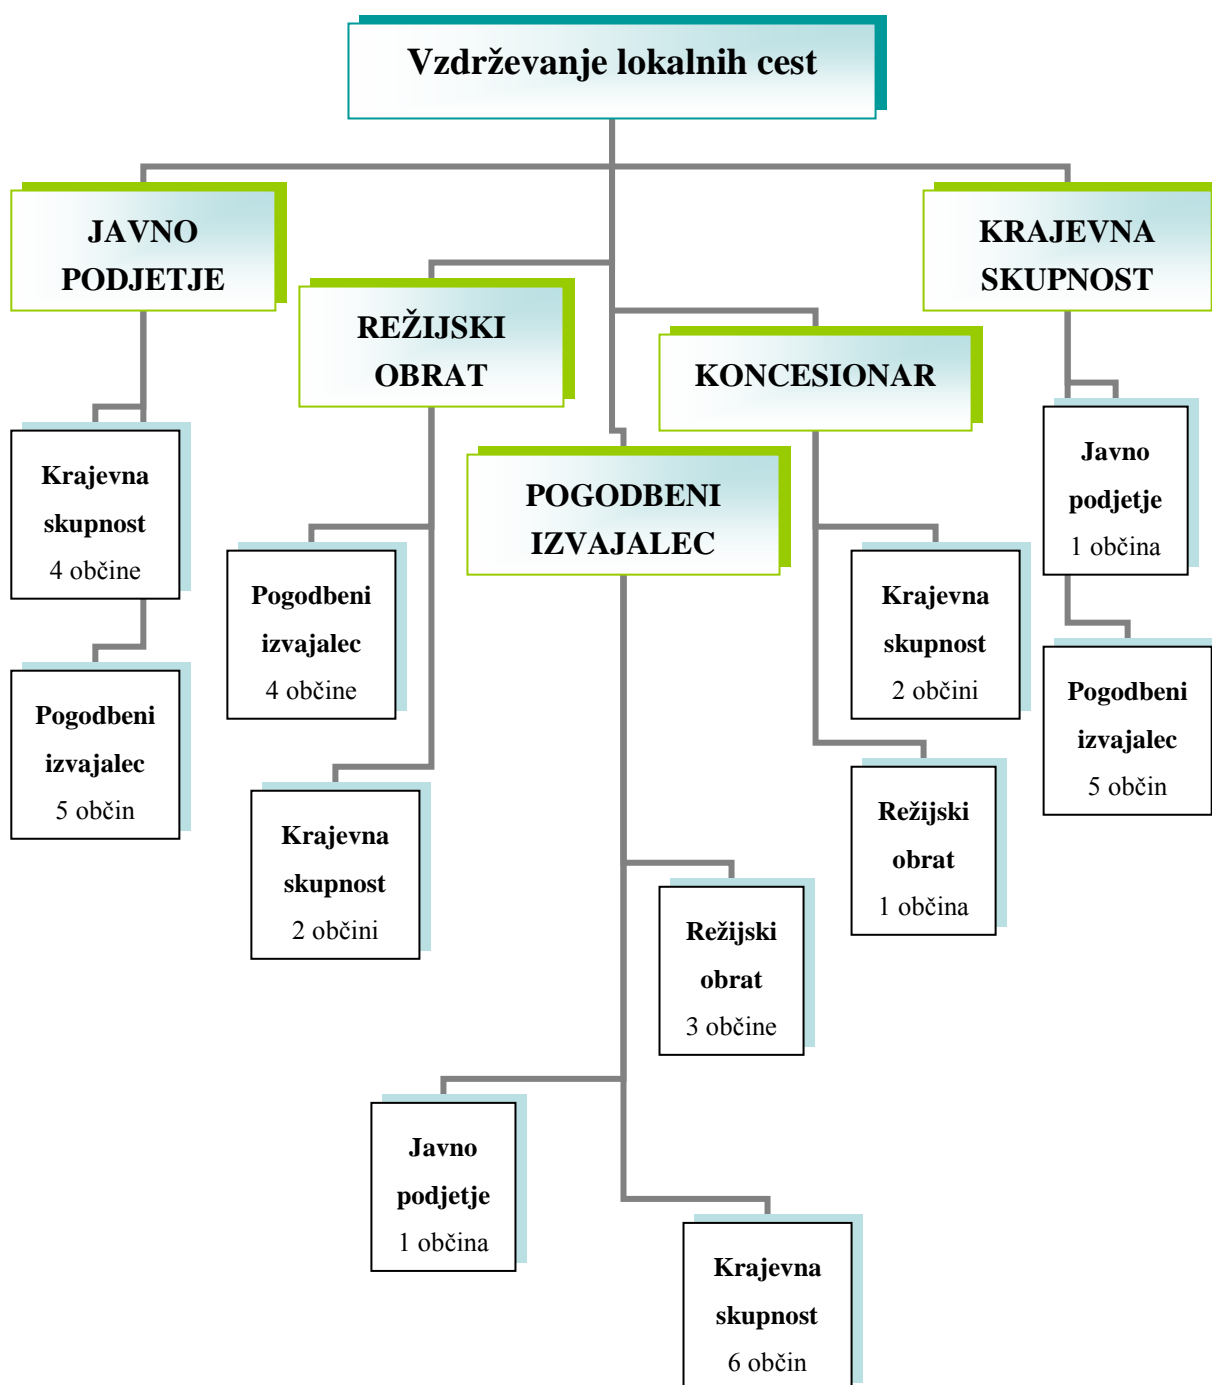 Vzdrževanje lokalnih cest
JAVNO
PODJETJE
Krajevna
skupnost
4 občine
Pogodbeni
izvajalec
5 občin
REŽIJSKI
OBRAT
Pogodbeni
izvajalec
4 občine
Krajevna
skupnost
2 občini
POGODBENI
IZVAJALEC
Režijski
obrat
3 občine
Javno
podjetje
1 občina
Krajevna
skupnost
6 občin
KONCESIONAR
Krajevna
skupnost
2 občini
Režijski
obrat
1 občina
KRAJEVNA
SKUPNOST
Javno
podjetje
1 občina
Pogodbeni
izvajalec
5 občin